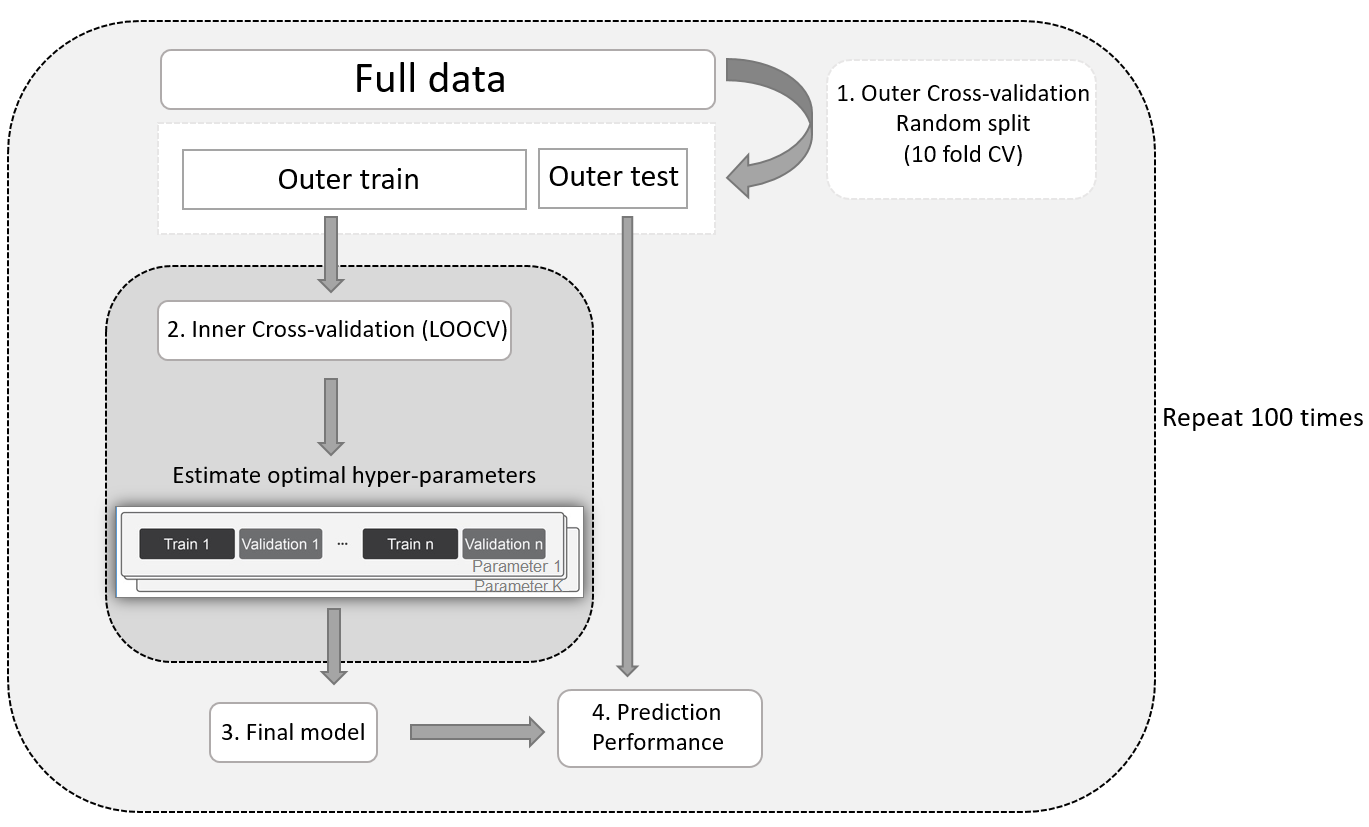 Full data
1. Outer Cross-validation
Random split
(10 fold CV)
Outer train
Outer test
2. Inner Cross-validation (LOOCV)
Repeat 100 times
Estimate optimal hyper-parameters
Train 1
Validation 1
...
Train n
Validation n
Parameter 1
Parameter K
3. Final model
4. Prediction
Performance